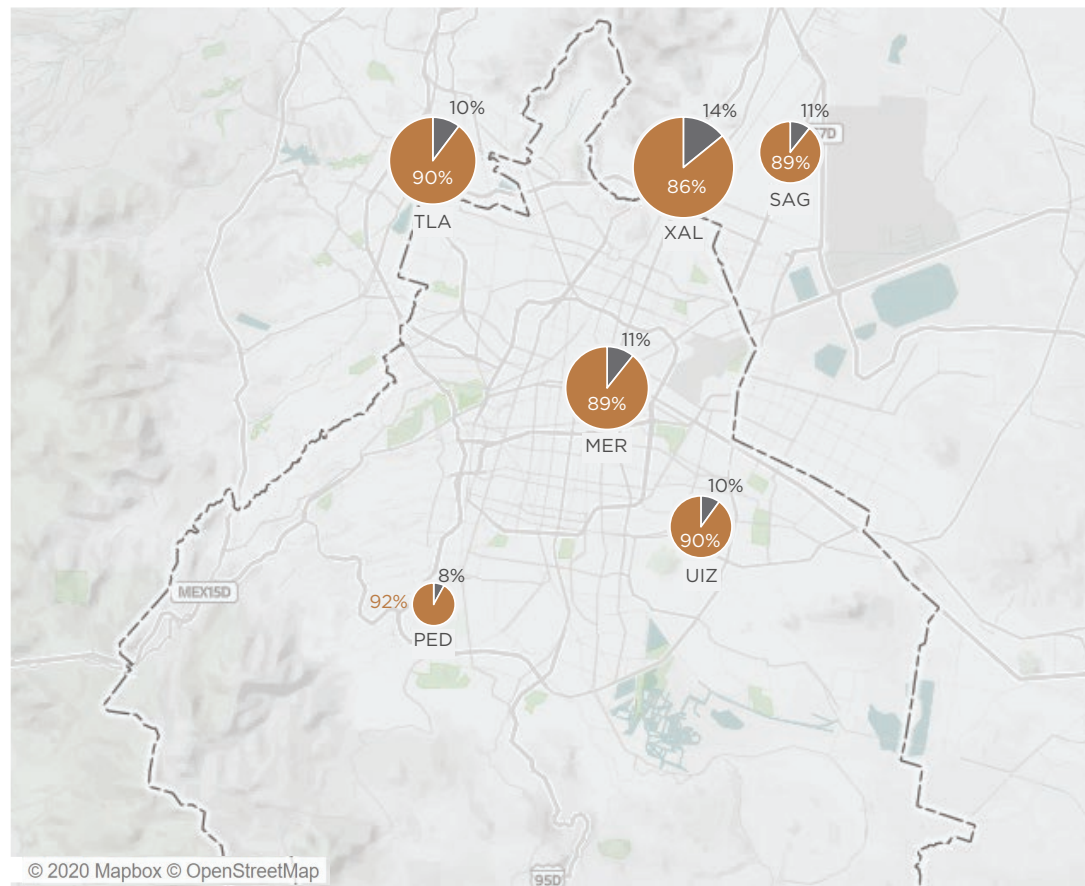 10%
90%
TLA
14%
86%
XAL
11%
7D
89%
SAG
11%
89%
MER
10%
90%
UIZ
MEX15D
8%
92%
PED
95D
© 2020 Mapbox © OpenStreetMap